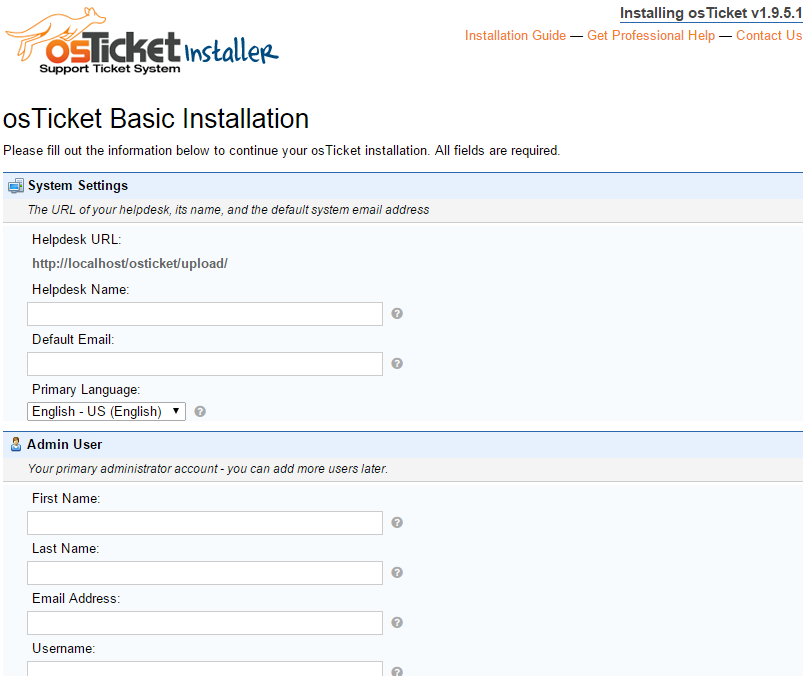 osTicket Installer
Support Ticket System
Installing osTicket v1.9.5.1
Installation Guide — Get Professional Help — Contact Us
osTicket Basic Installation
Please fill out the information below to continue your osTicket installation. All fields are required.
System Settings
The URL of your helpdesk, its name, and the default system email address
Helpdesk URL:
http://localhost/osticket/upload/
Helpdesk Name:
?
Default Email:
?
Primary Language:
English - US (English) ?
Admin User
Your primary administrator account - you can add more users later.
First Name:
?
Last Name:
?
Email Address:
?
Username:
?